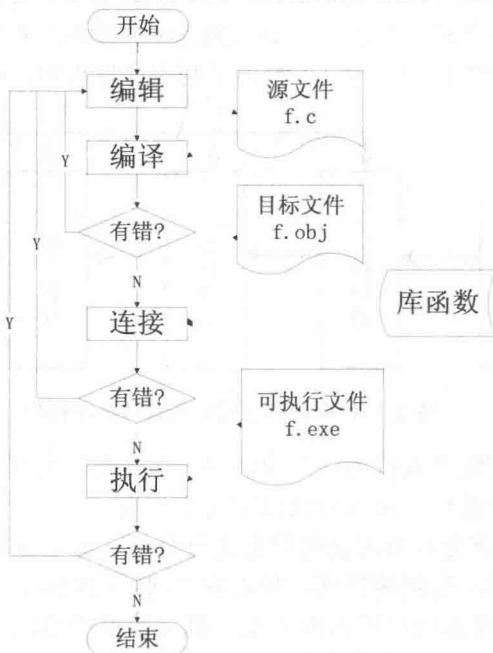 开始
编辑
源文件
f.c
Y
编译
目标文件
f.obj
有错?
Y
N
库函数
连接
Y
有错?
可执行文件
f.exe
N
执行
有错?
N
结束